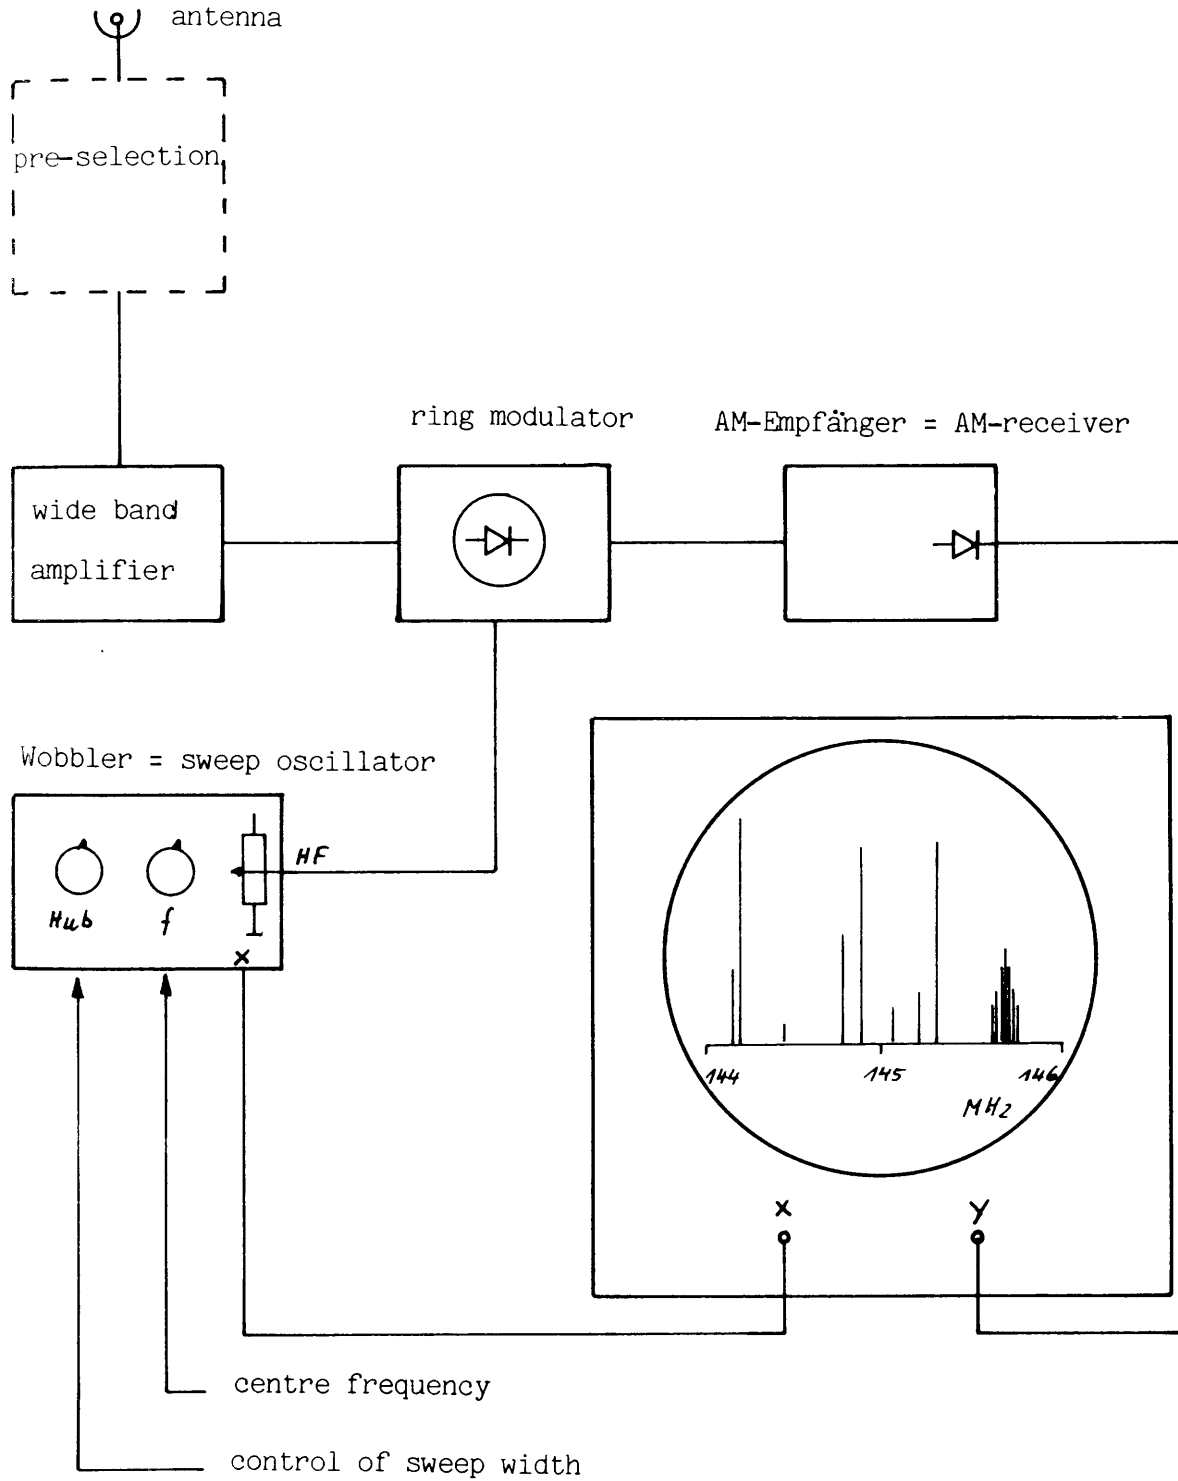 antenna
pre-selection
ring modulator
AM-Empfänger = AM-receiver
wide band
amplifier
Wobbler = sweep oscillator
HF
Hub
f
X
144
145
146
MHz
X
Y
centre frequency
control of sweep width